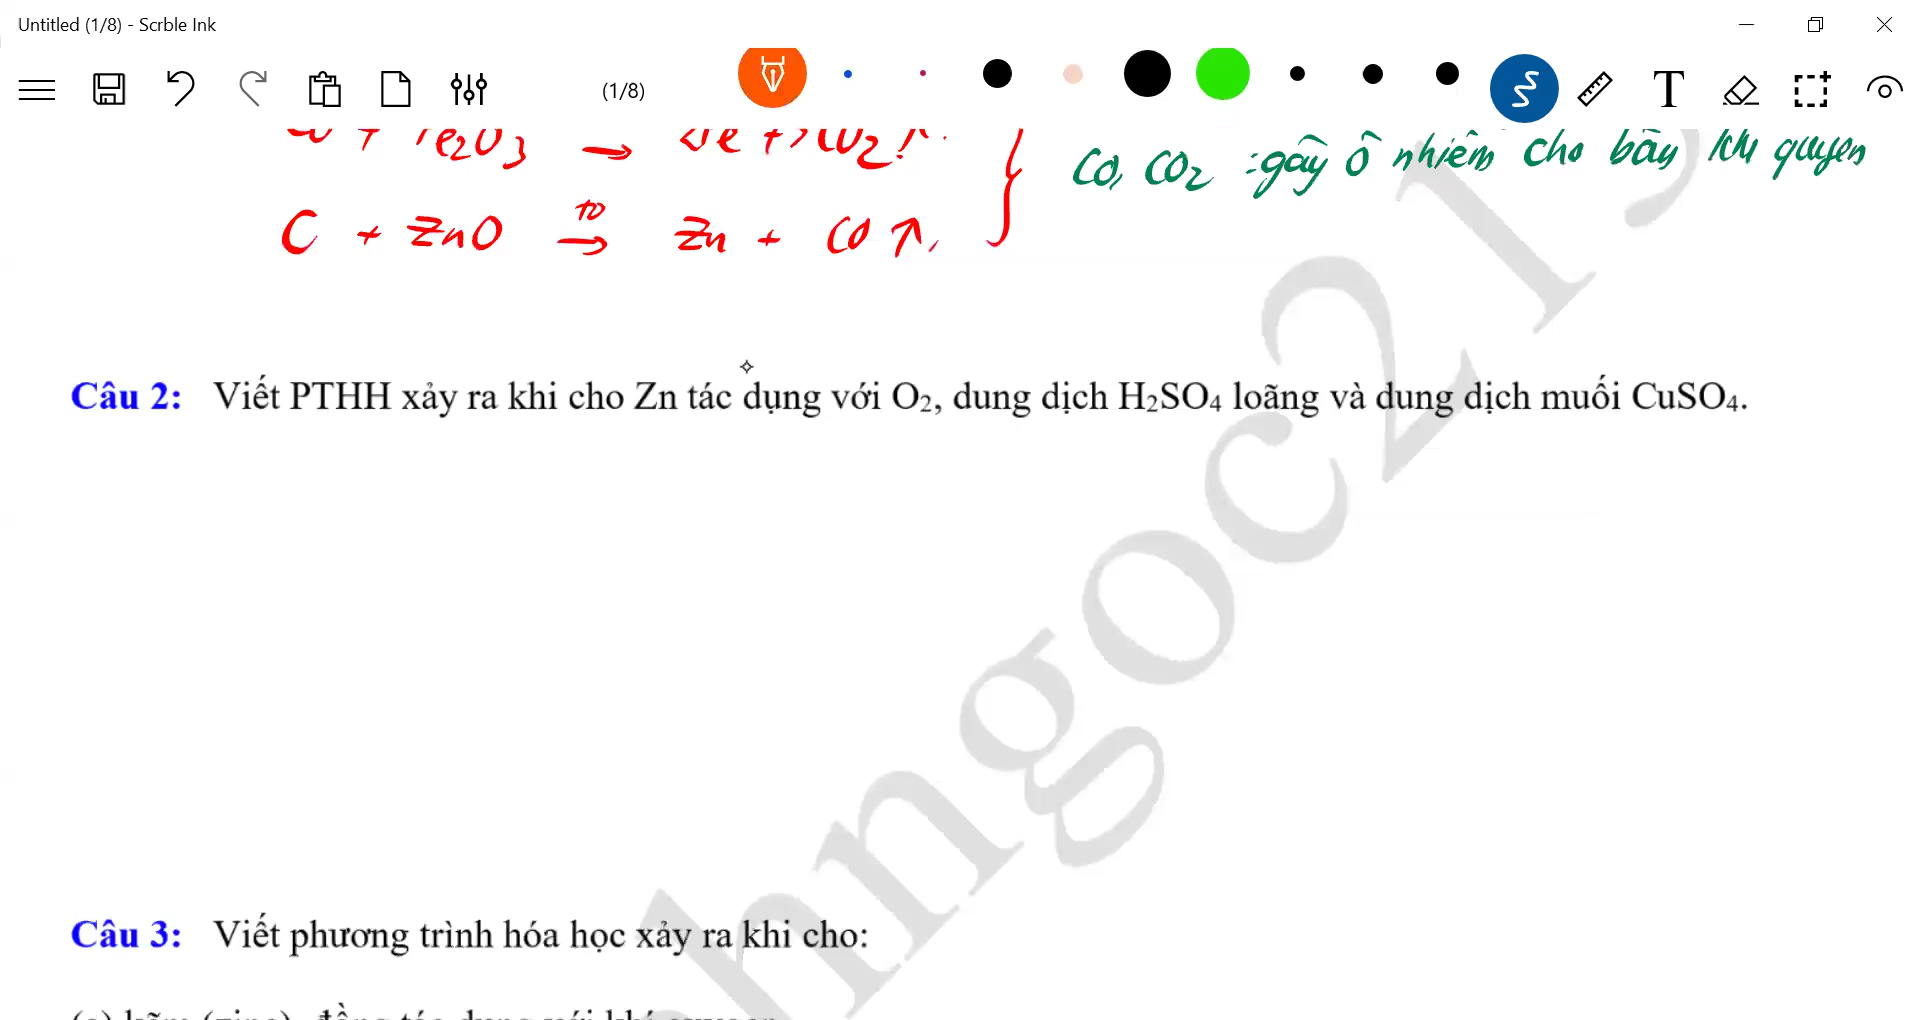 Untitled (1/8) - Scrble Ink
(1/8)
T
CO, CO2 : gây ô nhiễm cho bầu khí quyển
C + ZnO t° → Zn + CO ↑.
Câu 2: Viết PTHH xảy ra khi cho Zn tác dụng với O2, dung dịch H2SO4 loãng và dung dịch muối CuSO4.
Câu 3: Viết phương trình hóa học xảy ra khi cho:
hngoc21